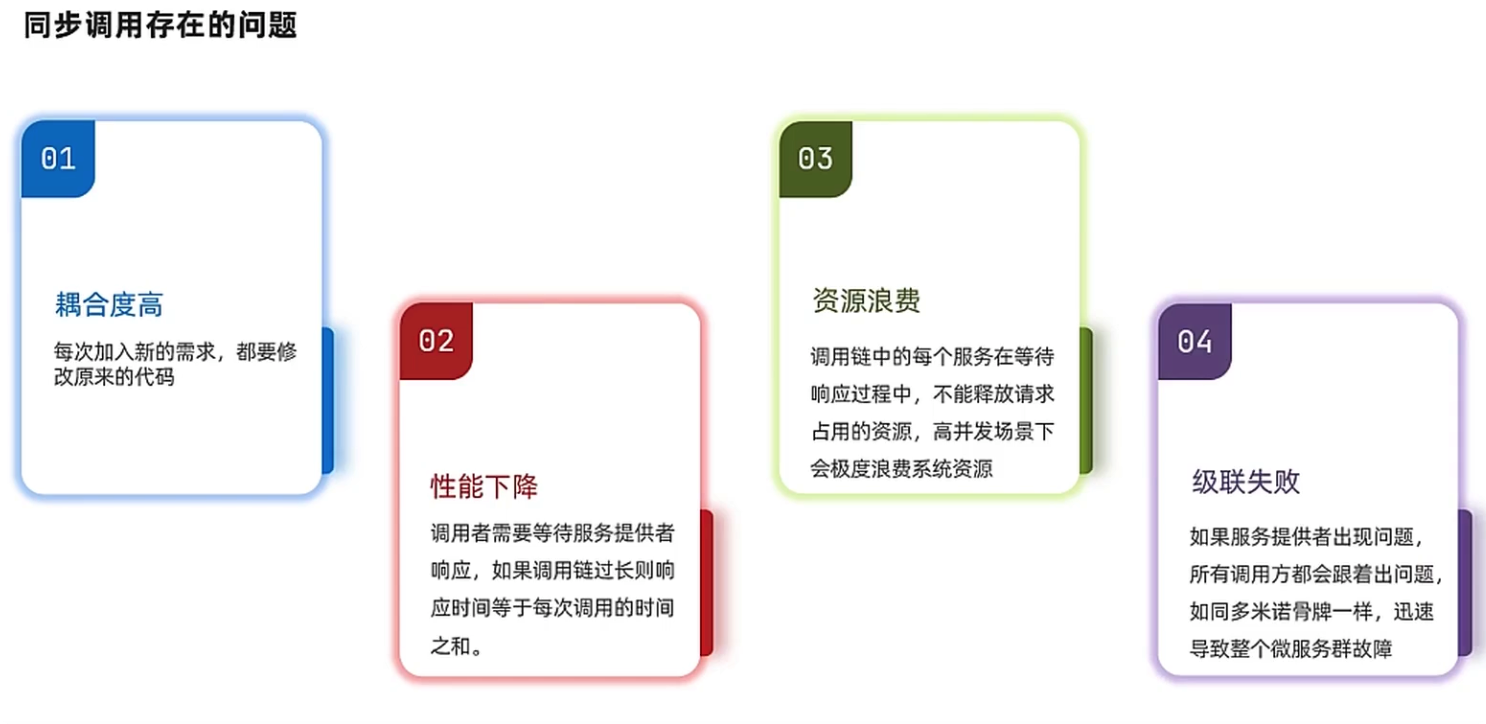 同步调用存在的问题
01
耦合度高
每次加入新的需求，都要修
改原来的代码
02
性能下降
调用者需要等待服务提供者
响应，如果调用链过长则响
应时间等于每次调用的时间
之和。
03
资源浪费
调用链中的每个服务在等待
响应过程中，不能释放请求
占用的资源，高并发场景下
会极度浪费系统资源
04
级联失败
如果服务提供者出现问题，
所有调用方都会跟着出问题，
如同多米诺骨牌一样，迅速
导致整个微服务群故障